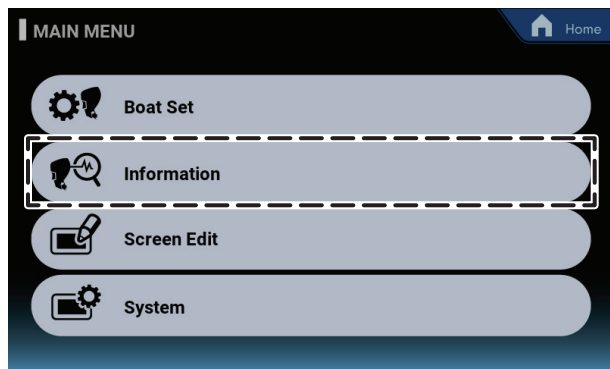 MAIN MENU
Home
Boat Set
Information
Screen Edit
System